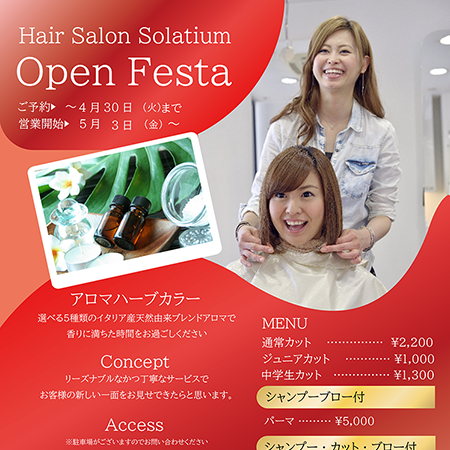 Hair Salon Solatium
Open Festa
ご予約▶ ～4月30日（火）まで
営業開始▶ 5月 3日（金）～
アロマハーブカラー
選べる5種類のイタリア産天然由来ブレンドアロマで
香りに満ちた時間をお過ごしください
Concept
リーズナブルなかつ丁寧なサービスで
お客様の新しい一面をお見せできたらと思います。
Access
※駐車場がございますのでお問い合わせください
MENU
通常カット ‥‥‥‥‥‥ ¥2,200
ジュニアカット ‥‥‥‥ ¥1,000
中学生カット ‥‥‥‥‥ ¥1,300
シャンプーブロー付
パーマ ‥‥‥‥ ¥5,000
シャンプー・カット・ブロー付